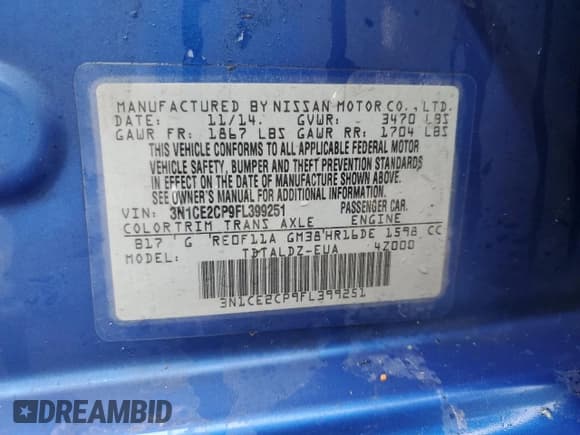 MANUFACTURED BY NISSAN MOTOR CO., LTD.
DATE: 11/14. GVWR: 3470 LBS
GAWR FR: 1867 LBS GAWR RR: 1704 LBS
THIS VEHICLE CONFORMS TO ALL APPLICABLE FEDERAL MOTOR
VEHICLE SAFETY, BUMPER AND THEFT PREVENTION STANDARDS
IN EFFECT ON THE DATE OF MANUFACTURE SHOWN ABOVE.
SEE OWNER'S MANUAL FOR ADDITIONAL INFORMATION
VIN: 3N1CE2CP9FL399251 PASSENGER CAR.
COLOR TRIM TRANS AXLE ENGINE
B17 'G 'RE0F11A GM38'HR16DE 1598 CC
MODEL: TDTALDZ-EUA 4Z000
3N1CE2CP9FL399251
DREAMBID